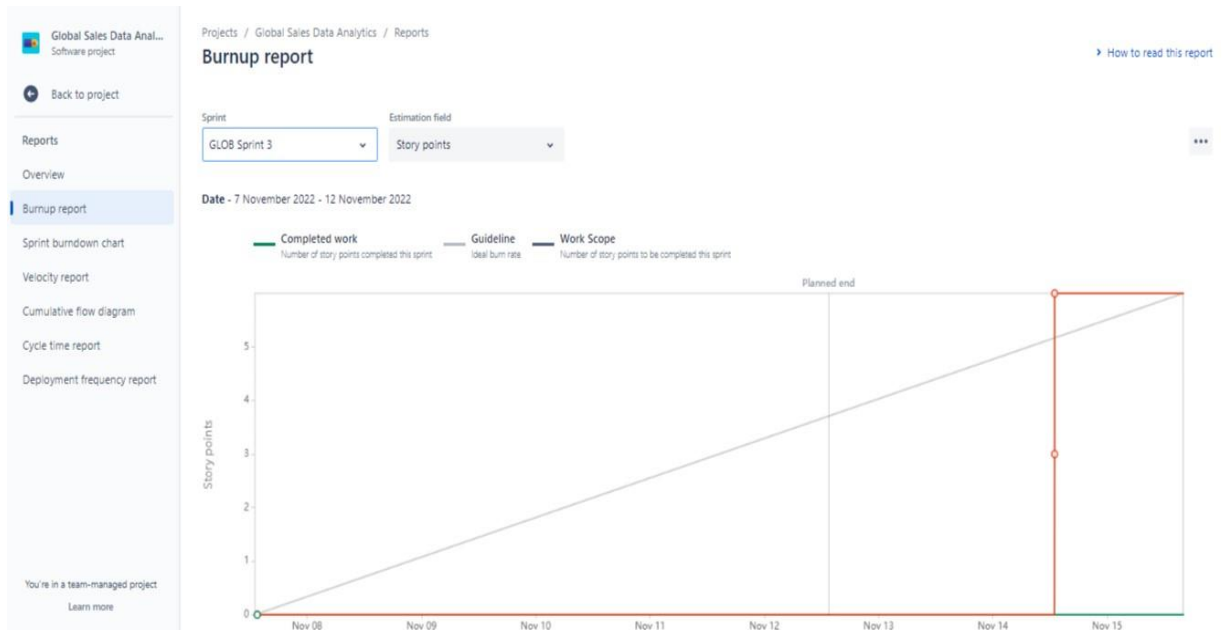 Global Sales Data Anal...
Software project
Back to project
Reports
Overview
Burnup report
Sprint burndown chart
Velocity report
Cumulative flow diagram
Cycle time report
Deployment frequency report
You're in a team-managed project
Learn more
Projects / Global Sales Data Analytics / Reports
Burnup report
How to read this report
Sprint
Estimation field
GLOB Sprint 3
Story points
Date - 7 November 2022 - 12 November 2022
Completed work
Number of story points completed this sprint
Guideline
Ideal burn rate
Work Scope
Number of story points to be completed this sprint
Planned end
Story points
5
4
3
2
1
0
Nov 08 Nov 09 Nov 10 Nov 11 Nov 12 Nov 13 Nov 14 Nov 15